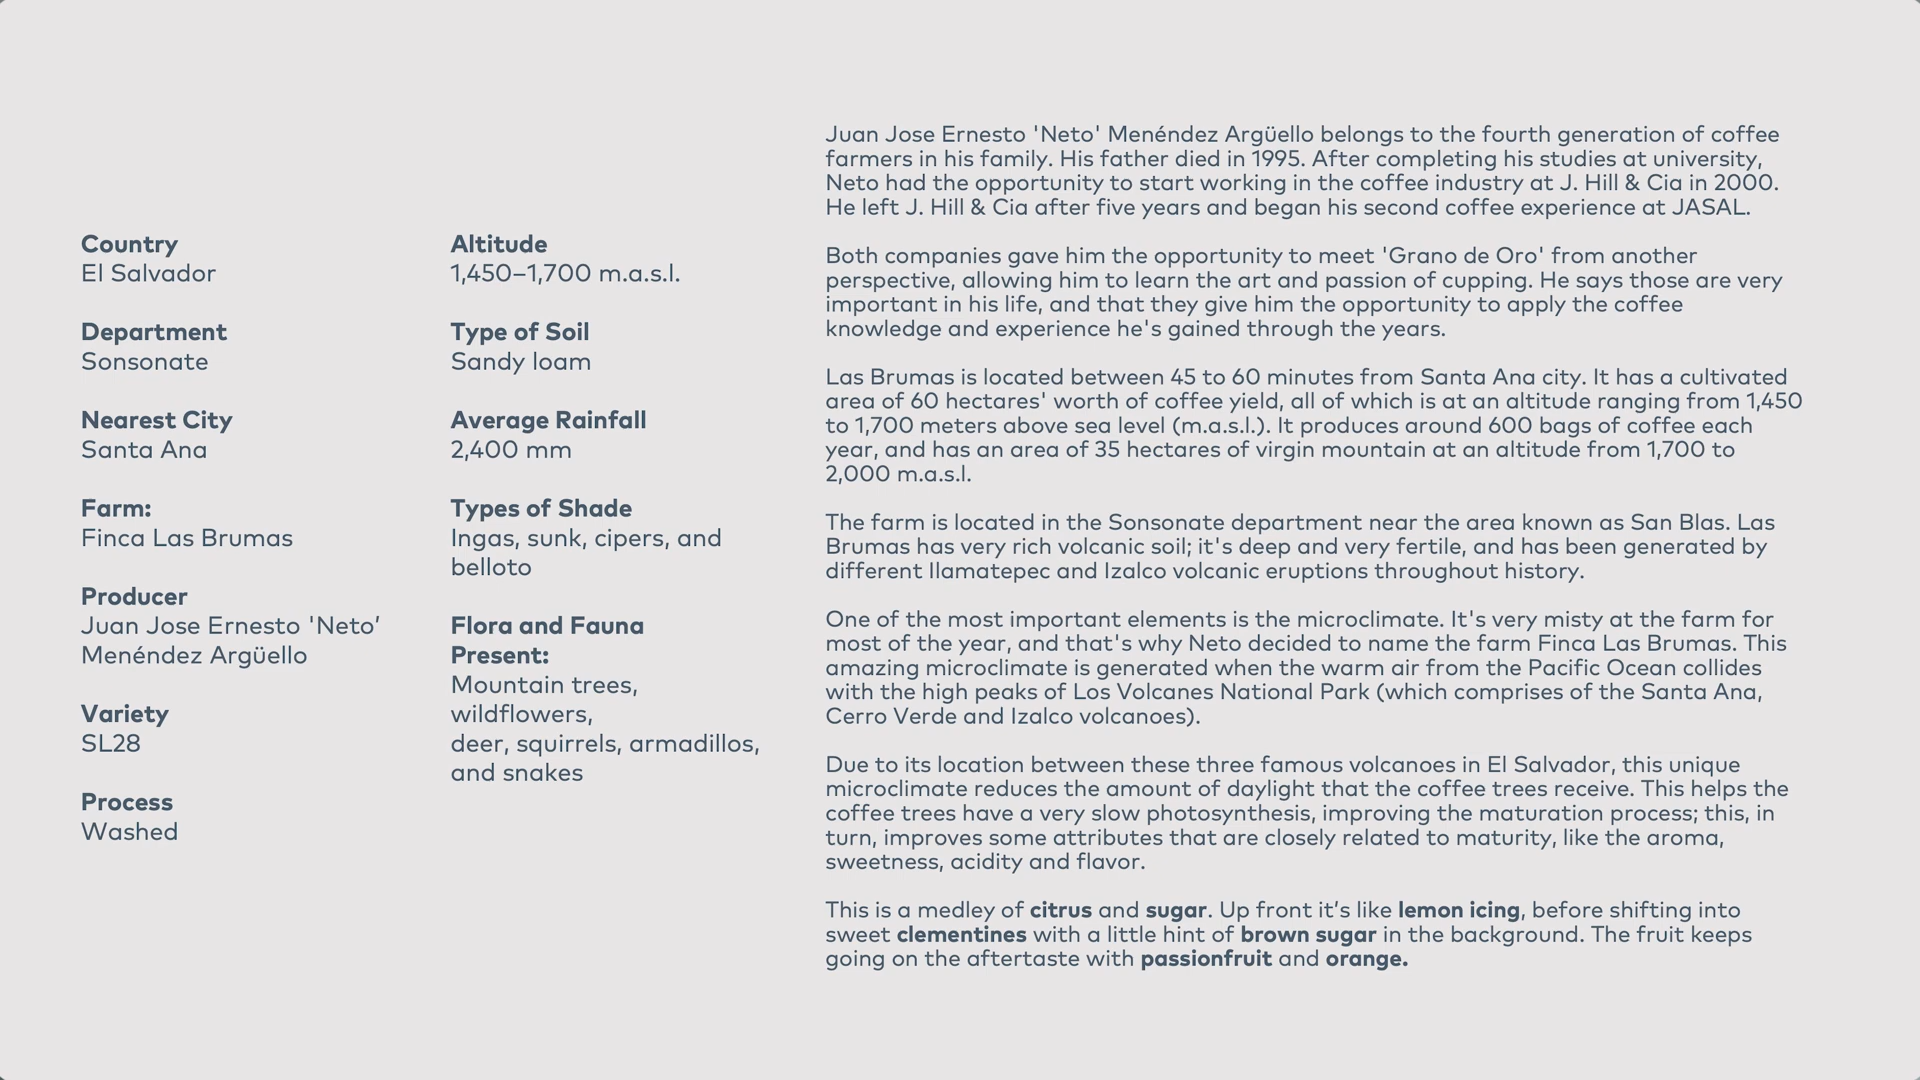 Country
El Salvador
Department
Sonsonate
Nearest City
Santa Ana
Farm:
Finca Las Brumas
Producer
Juan Jose Ernesto 'Neto’
Menéndez Argüello
Variety
SL28
Process
Washed
Altitude
1,450–1,700 m.a.s.l.
Type of Soil
Sandy loam
Average Rainfall
2,400 mm
Types of Shade
Ingas, sunk, cipers, and
belloto
Flora and Fauna
Present:
Mountain trees,
wildflowers,
deer, squirrels, armadillos,
and snakes
Juan Jose Ernesto 'Neto' Menéndez Argüello belongs to the fourth generation of coffee
farmers in his family. His father died in 1995. After completing his studies at university,
Neto had the opportunity to start working in the coffee industry at J. Hill & Cia in 2000.
He left J. Hill & Cia after five years and began his second coffee experience at JASAL.
Both companies gave him the opportunity to meet 'Grano de Oro' from another
perspective, allowing him to learn the art and passion of cupping. He says those are very
important in his life, and that they give him the opportunity to apply the coffee
knowledge and experience he's gained through the years.
Las Brumas is located between 45 to 60 minutes from Santa Ana city. It has a cultivated
area of 60 hectares' worth of coffee yield, all of which is at an altitude ranging from 1,450
to 1,700 meters above sea level (m.a.s.l.). It produces around 600 bags of coffee each
year, and has an area of 35 hectares of virgin mountain at an altitude from 1,700 to
2,000 m.a.s.l.
The farm is located in the Sonsonate department near the area known as San Blas. Las
Brumas has very rich volcanic soil; it's deep and very fertile, and has been generated by
different Ilamatepec and Izalco volcanic eruptions throughout history.
One of the most important elements is the microclimate. It's very misty at the farm for
most of the year, and that's why Neto decided to name the farm Finca Las Brumas. This
amazing microclimate is generated when the warm air from the Pacific Ocean collides
with the high peaks of Los Volcanes National Park (which comprises of the Santa Ana,
Cerro Verde and Izalco volcanoes).
Due to its location between these three famous volcanoes in El Salvador, this unique
microclimate reduces the amount of daylight that the coffee trees receive. This helps the
coffee trees have a very slow photosynthesis, improving the maturation process; this, in
turn, improves some attributes that are closely related to maturity, like the aroma,
sweetness, acidity and flavor.
This is a medley of citrus and sugar. Up front it’s like lemon icing, before shifting into
sweet clementines with a little hint of brown sugar in the background. The fruit keeps
going on the aftertaste with passionfruit and orange.